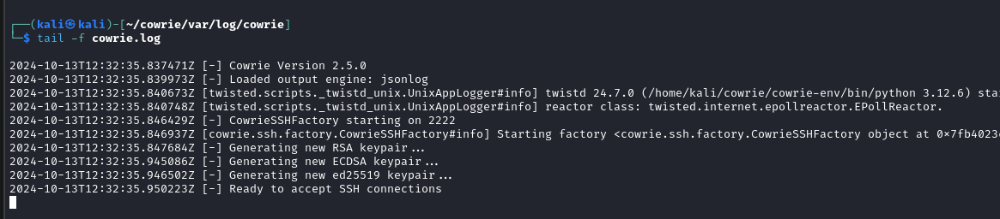 ┌──(kali㉿kali)-[~/cowrie/var/log/cowrie]
└─$ tail -f cowrie.log
2024-10-13T12:32:35.837471Z [-] Cowrie Version 2.5.0
2024-10-13T12:32:35.839973Z [-] Loaded output engine: jsonlog
2024-10-13T12:32:35.840673Z [twisted.scripts._twistd_unix.UnixAppLogger#info] twistd 24.7.0 (/home/kali/cowrie/cowrie-env/bin/python 3.12.6) sta
2024-10-13T12:32:35.840748Z [twisted.scripts._twistd_unix.UnixAppLogger#info] reactor class: twisted.internet.epollreactor.EPollReactor.
2024-10-13T12:32:35.846429Z [-] CowrieSSHFactory starting on 2222
2024-10-13T12:32:35.846937Z [cowrie.ssh.factory.CowrieSSHFactory#info] Starting factory <cowrie.ssh.factory.CowrieSSHFactory object at 0×7fb4023
2024-10-13T12:32:35.847684Z [-] Generating new RSA keypair...
2024-10-13T12:32:35.945086Z [-] Generating new ECDSA keypair...
2024-10-13T12:32:35.946502Z [-] Generating new ed25519 keypair...
2024-10-13T12:32:35.950223Z [-] Ready to accept SSH connections